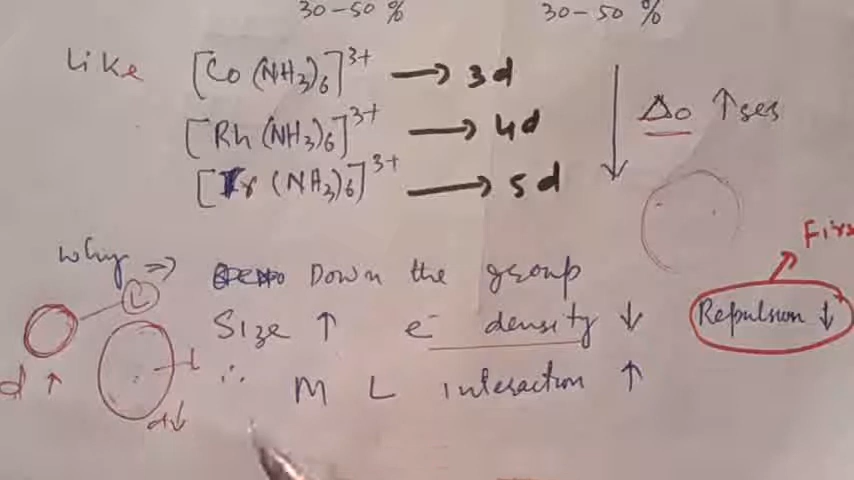 30-50 % 30-50 %
Like [Co(NH3)6]3+ → 3d
[Rh(NH3)6]3+ → 4d
Δo ↑ses
[Ir(NH3)6]3+ → 5d
why ⇒ Down the group
Firs
L
Size ↑ e⁻ density ↓
Repulsion ↓
L
d ↑
∴ M L interaction ↑
d↓